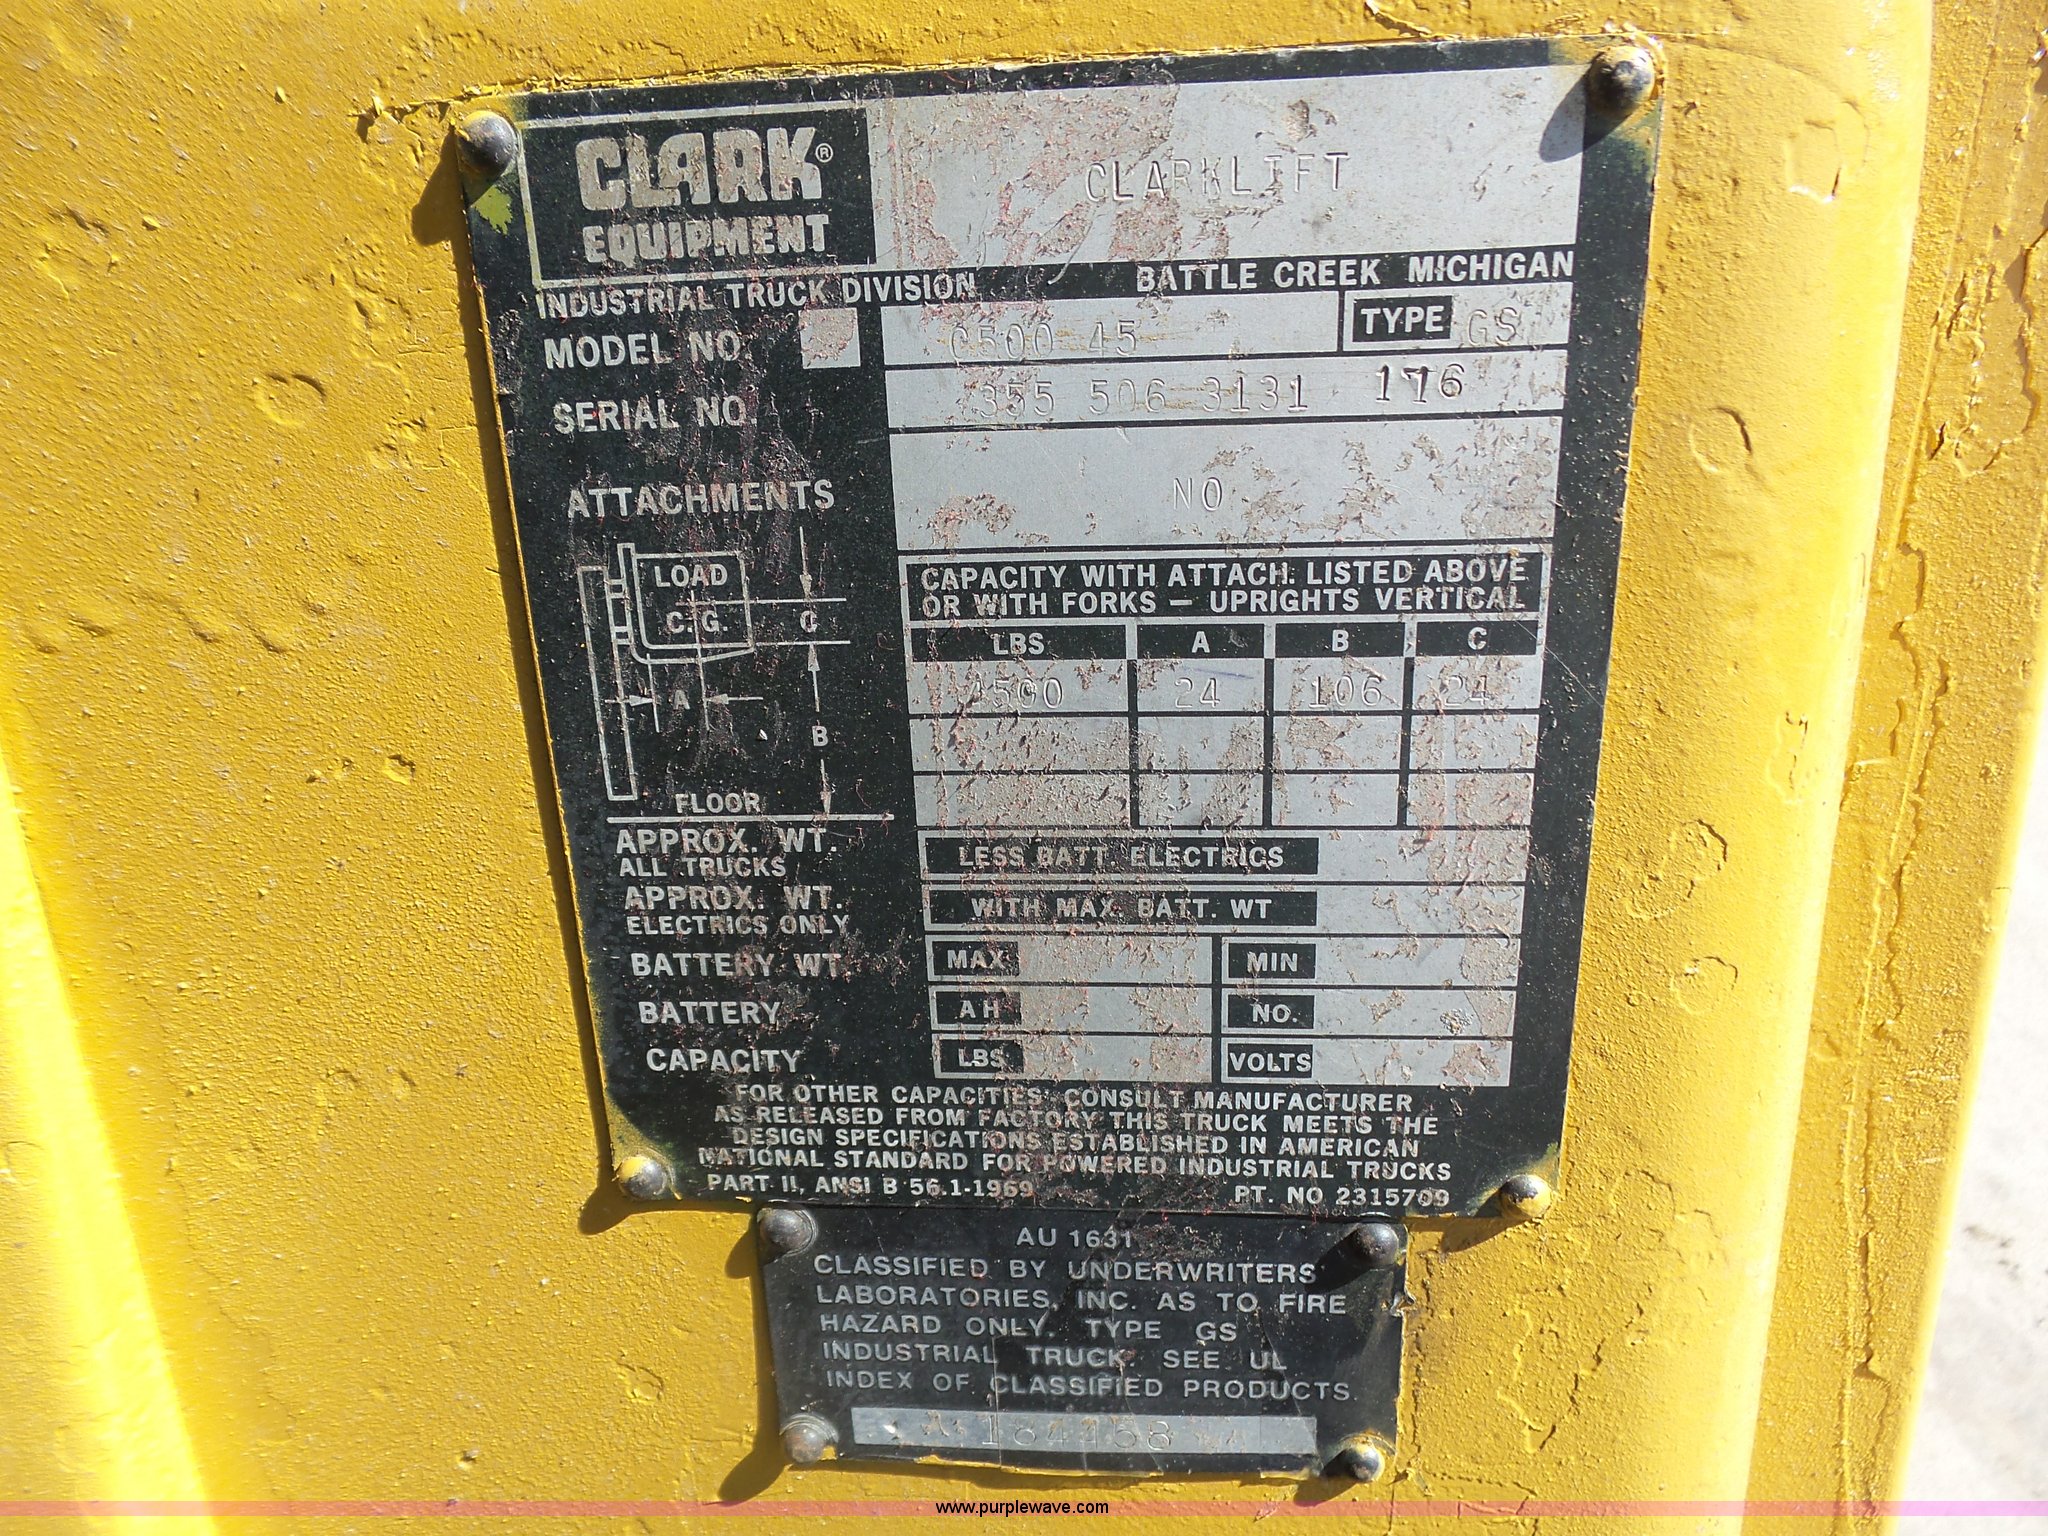 CLARK®
EQUIPMENT
CLARKLIFT
INDUSTRIAL TRUCK DIVISION BATTLE CREEK MICHIGAN
MODEL NO. C500 45 TYPE GS
SERIAL NO. 355 506 3131 176
ATTACHMENTS NO
LOAD
C.G.
C
A
B
FLOOR
CAPACITY WITH ATTACH. LISTED ABOVE
OR WITH FORKS — UPRIGHTS VERTICAL
LBS A B C
4500 24 106 24
APPROX. WT.
ALL TRUCKS
LESS BATT. ELECTRICS
APPROX. WT.
ELECTRICS ONLY
WITH MAX. BATT. WT
BATTERY WT. MAX MIN
BATTERY AH NO.
CAPACITY LBS. VOLTS
FOR OTHER CAPACITIES, CONSULT MANUFACTURER
AS RELEASED FROM FACTORY THIS TRUCK MEETS THE
DESIGN SPECIFICATIONS ESTABLISHED IN AMERICAN
NATIONAL STANDARD FOR POWERED INDUSTRIAL TRUCKS
PART II, ANSI B 56.1-1969 PT. NO 2315709
AU 1631
CLASSIFIED BY UNDERWRITERS'
LABORATORIES, INC. AS TO FIRE
HAZARD ONLY. TYPE GS
INDUSTRIAL TRUCK. SEE UL
INDEX OF CLASSIFIED PRODUCTS.
184458
www.purplewave.com